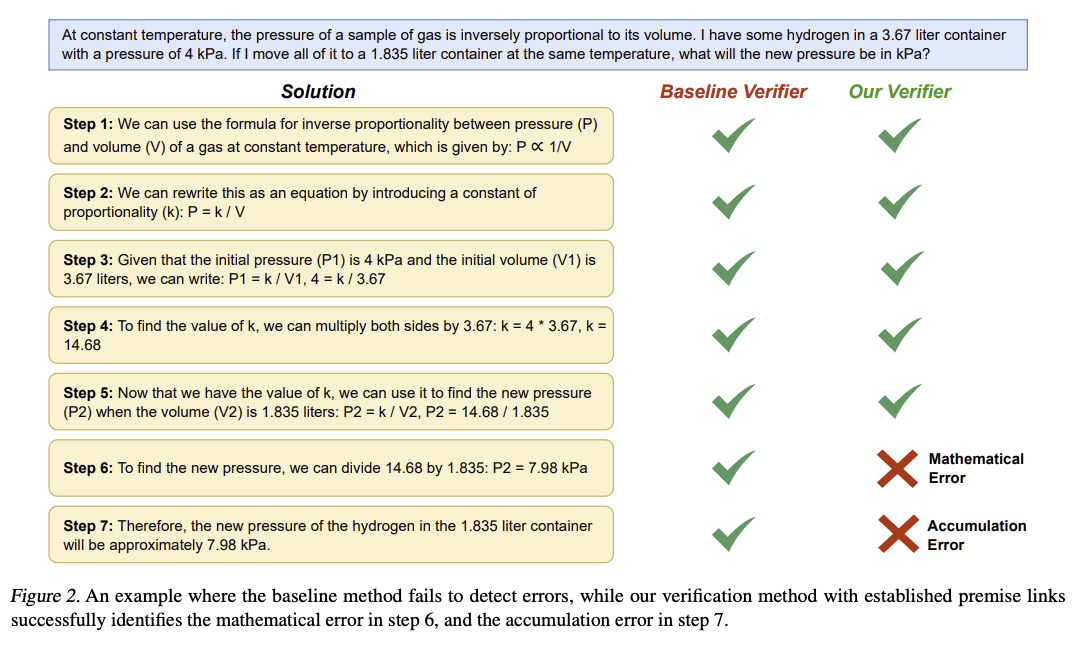 At constant temperature, the pressure of a sample of gas is inversely proportional to its volume. I have some hydrogen in a 3.67 liter container
with a pressure of 4 kPa. If I move all of it to a 1.835 liter container at the same temperature, what will the new pressure be in kPa?
Solution
Baseline Verifier
Our Verifier
Step 1: We can use the formula for inverse proportionality between pressure (P)
and volume (V) of a gas at constant temperature, which is given by: P ∝ 1/V
Step 2: We can rewrite this as an equation by introducing a constant of
proportionality (k): P = k / V
Step 3: Given that the initial pressure (P1) is 4 kPa and the initial volume (V1) is
3.67 liters, we can write: P1 = k / V1, 4 = k / 3.67
Step 4: To find the value of k, we can multiply both sides by 3.67: k = 4 * 3.67, k =
14.68
Step 5: Now that we have the value of k, we can use it to find the new pressure
(P2) when the volume (V2) is 1.835 liters: P2 = k / V2, P2 = 14.68 / 1.835
Step 6: To find the new pressure, we can divide 14.68 by 1.835: P2 = 7.98 kPa
Mathematical
Error
Step 7: Therefore, the new pressure of the hydrogen in the 1.835 liter container
will be approximately 7.98 kPa.
Accumulation
Error
Figure 2. An example where the baseline method fails to detect errors, while our verification method with established premise links
successfully identifies the mathematical error in step 6, and the accumulation error in step 7.